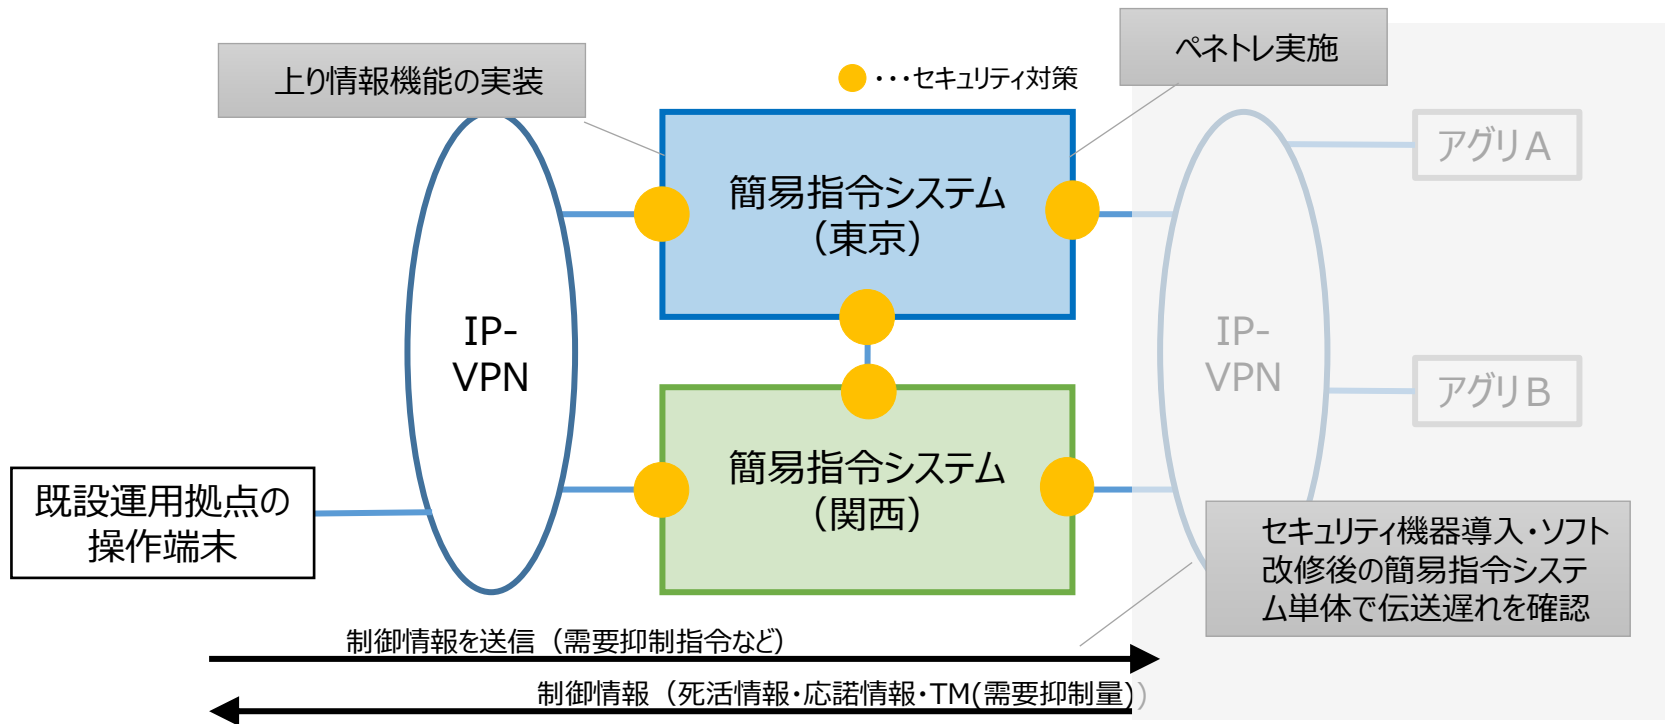 上り情報機能の実装
ペネトレ実施
・・・セキュリティ対策
簡易指令システム
（東京）
アグリA
IP-
VPN
IP-
VPN
アグリB
簡易指令システム
（関西）
既設運用拠点の
操作端末
セキュリティ機器導入・ソフト
改修後の簡易指令システ
ム単体で伝送遅れを確認
制御情報を送信（需要抑制指令など）
制御情報（死活情報・応諾情報・TM(需要抑制量)）